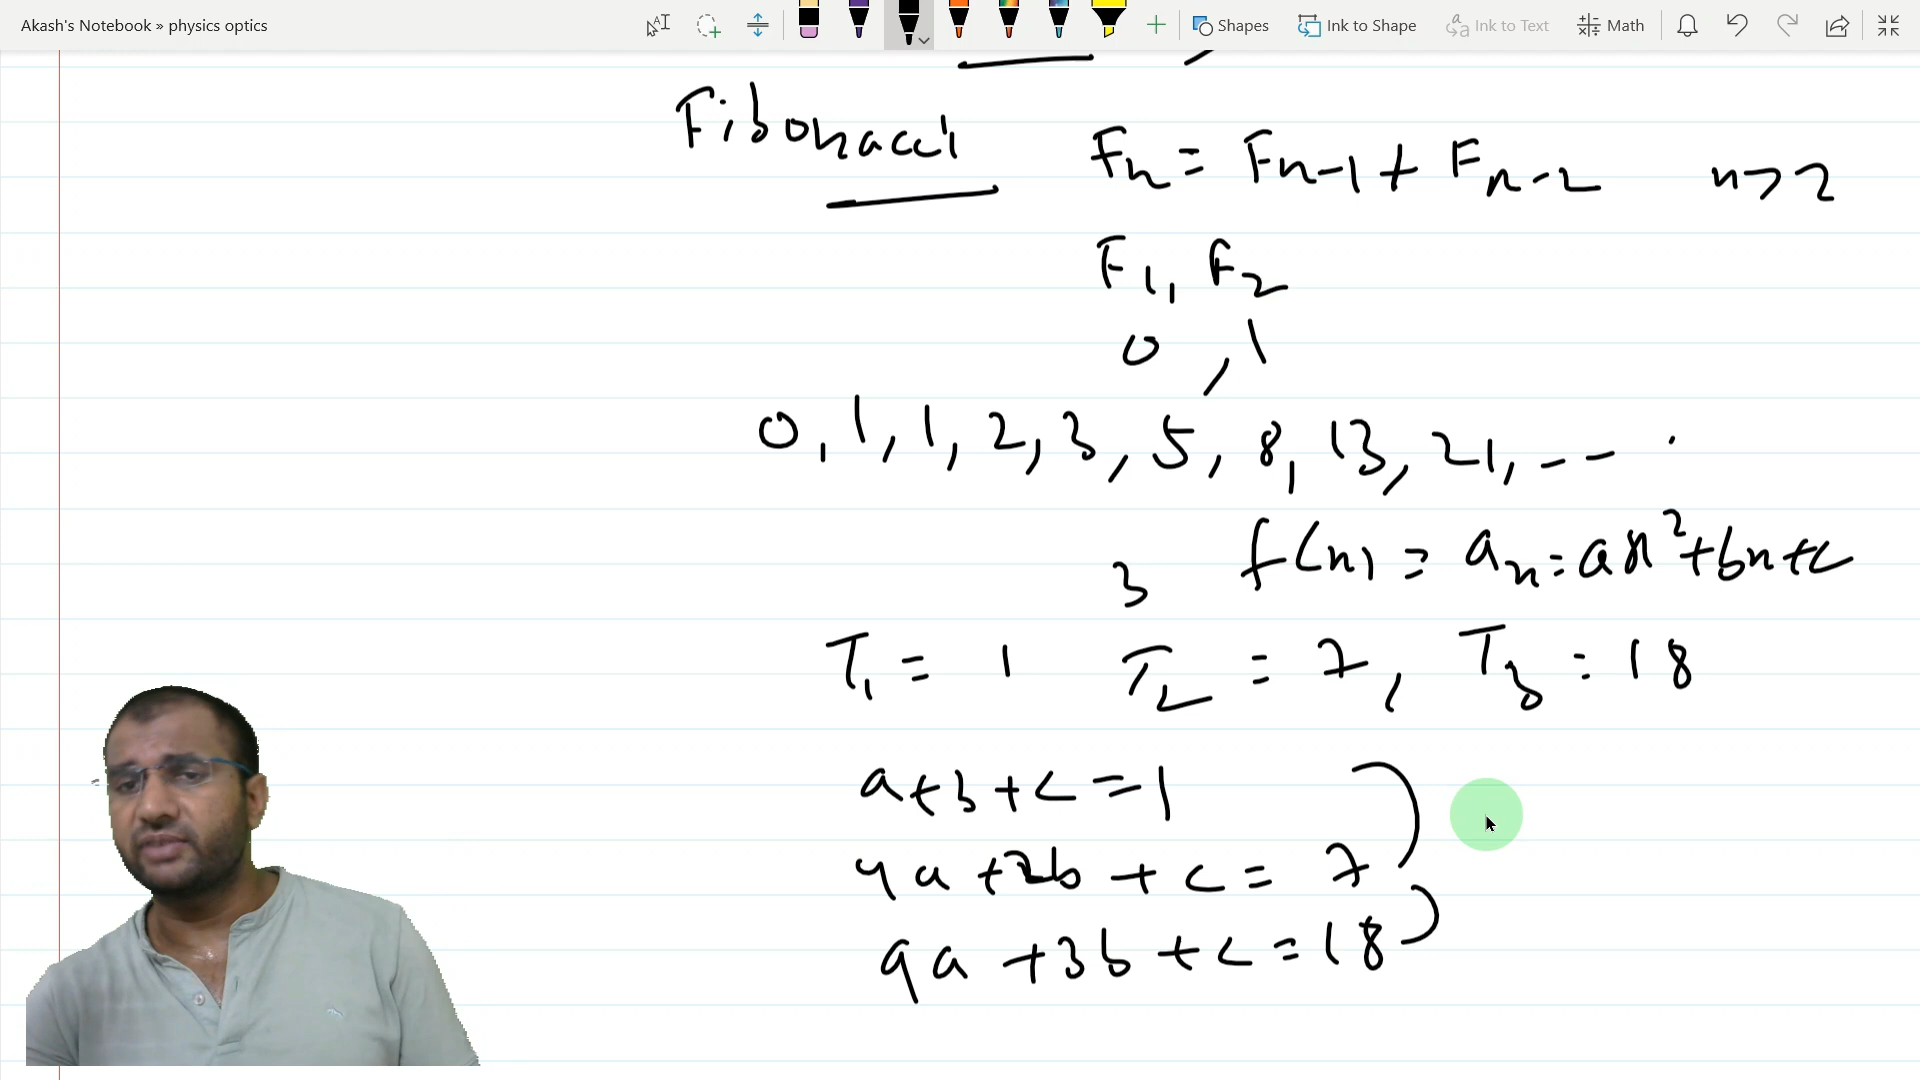 Akash's Notebook » physics optics
Shapes Ink to Shape Ink to Text Math
Fibonacci Fn = Fn-1 + Fn-2 n>2
F1, F2
0, 1
0, 1, 1, 2, 3, 5, 8, 13, 21, -- .
3 f(n) = an = an²+bn+c
T1 = 1 T2 = 7, T3 = 18
a+b+c=1
4a+2b+c=7
9a+3b+c=18